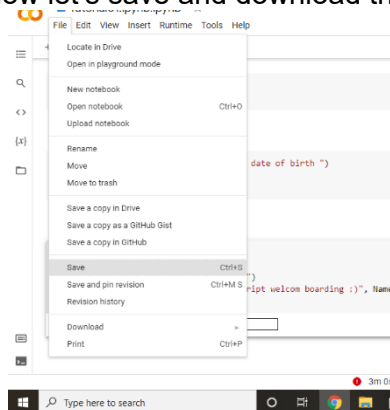 now let's save and download th
File Edit View Insert Runtime Tools Help
Locate in Drive
Open in playground mode
New notebook
Open notebook Ctrl+O
Upload notebook
Rename
Move
date of birth ")
Move to trash
Save a copy in Drive
Save a copy as a GitHub Gist
Save a copy in GitHub
Save Ctrl+S
")
Save and pin revision Ctrl+M S
ript welcom boarding :)", Name
Revision history
Download ►
Print Ctrl+P
3m 0s
Type here to search